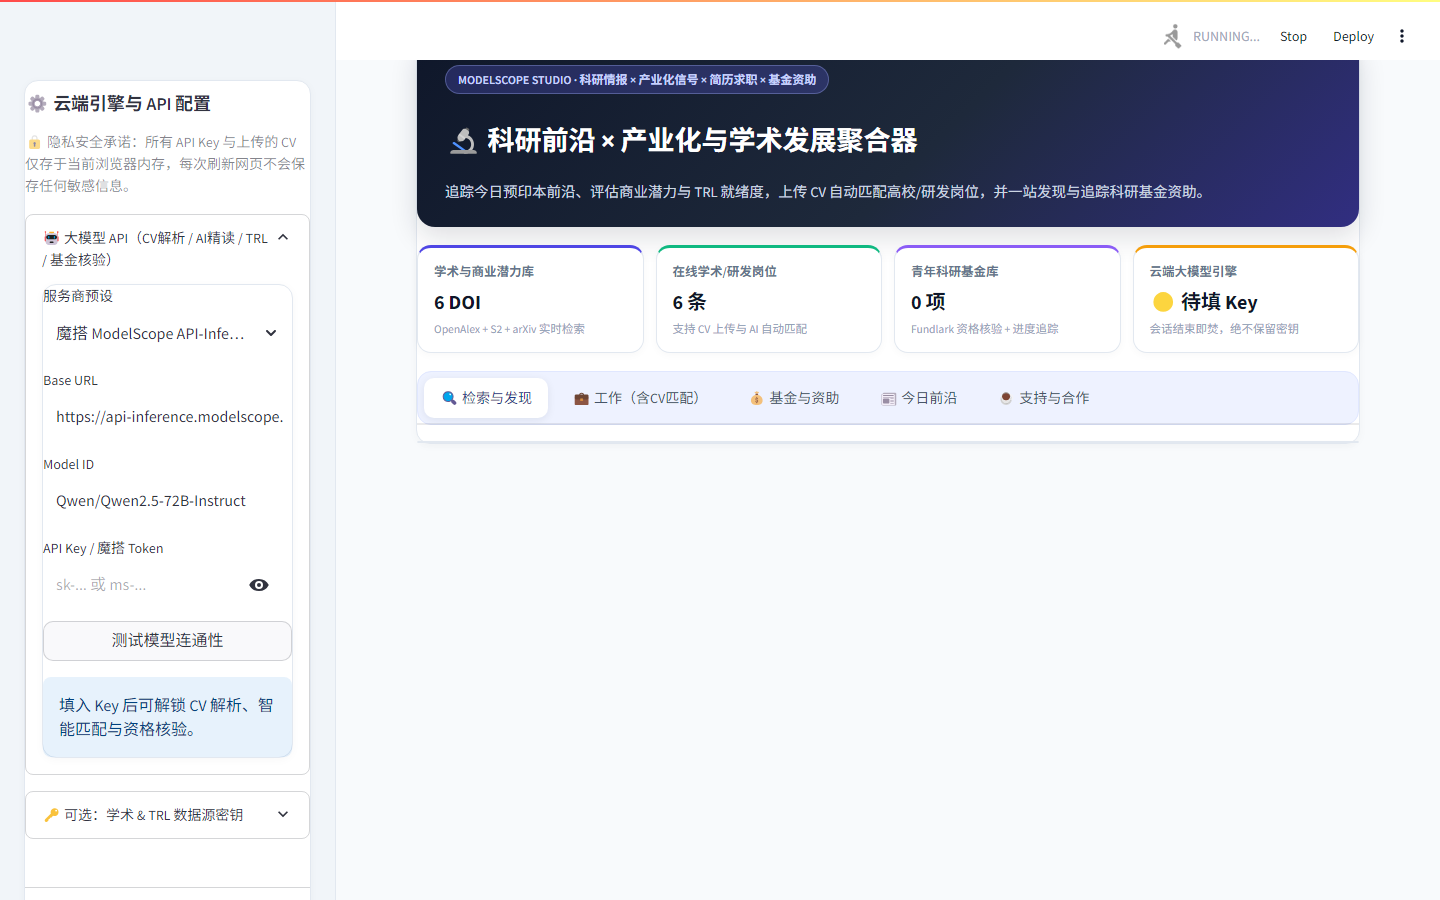 RUNNING...
Stop
Deploy
云端引擎与 API 配置
隐私安全承诺：所有 API Key 与上传的 CV
仅存于当前浏览器内存，每次刷新网页不会保
存任何敏感信息。
大模型 API（CV解析 / AI精读 / TRL
/ 基金核验）
服务商预设
魔搭 ModelScope API-Infe...
Base URL
https://api-inference.modelscope.
Model ID
Qwen/Qwen2.5-72B-Instruct
API Key / 魔搭 Token
sk-... 或 ms-...
测试模型连通性
填入 Key 后可解锁 CV 解析、智
能匹配与资格核验。
可选：学术 & TRL 数据源密钥
MODELSCOPE STUDIO · 科研情报 × 产业化信号 × 简历求职 × 基金资助
科研前沿 × 产业化与学术发展聚合器
追踪今日预印本前沿、评估商业潜力与 TRL 就绪度，上传 CV 自动匹配高校/研发岗位，并一站发现与追踪科研基金资助。
学术与商业潜力库
6 DOI
OpenAlex + S2 + arXiv 实时检索
在线学术/研发岗位
6 条
支持 CV 上传与 AI 自动匹配
青年科研基金库
0 项
Fundlark 资格核验 + 进度追踪
云端大模型引擎
待填 Key
会话结束即焚，绝不保留密钥
检索与发现
工作（含CV匹配）
基金与资助
今日前沿
支持与合作